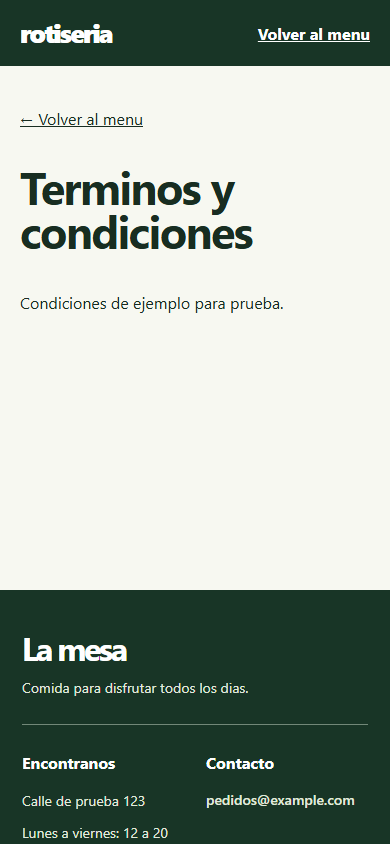 rotiseria
Volver al menu
← Volver al menu
Terminos y
condiciones
Condiciones de ejemplo para prueba.
La mesa
Comida para disfrutar todos los dias.
Encontranos
Contacto
Calle de prueba 123
pedidos@example.com
Lunes a viernes: 12 a 20